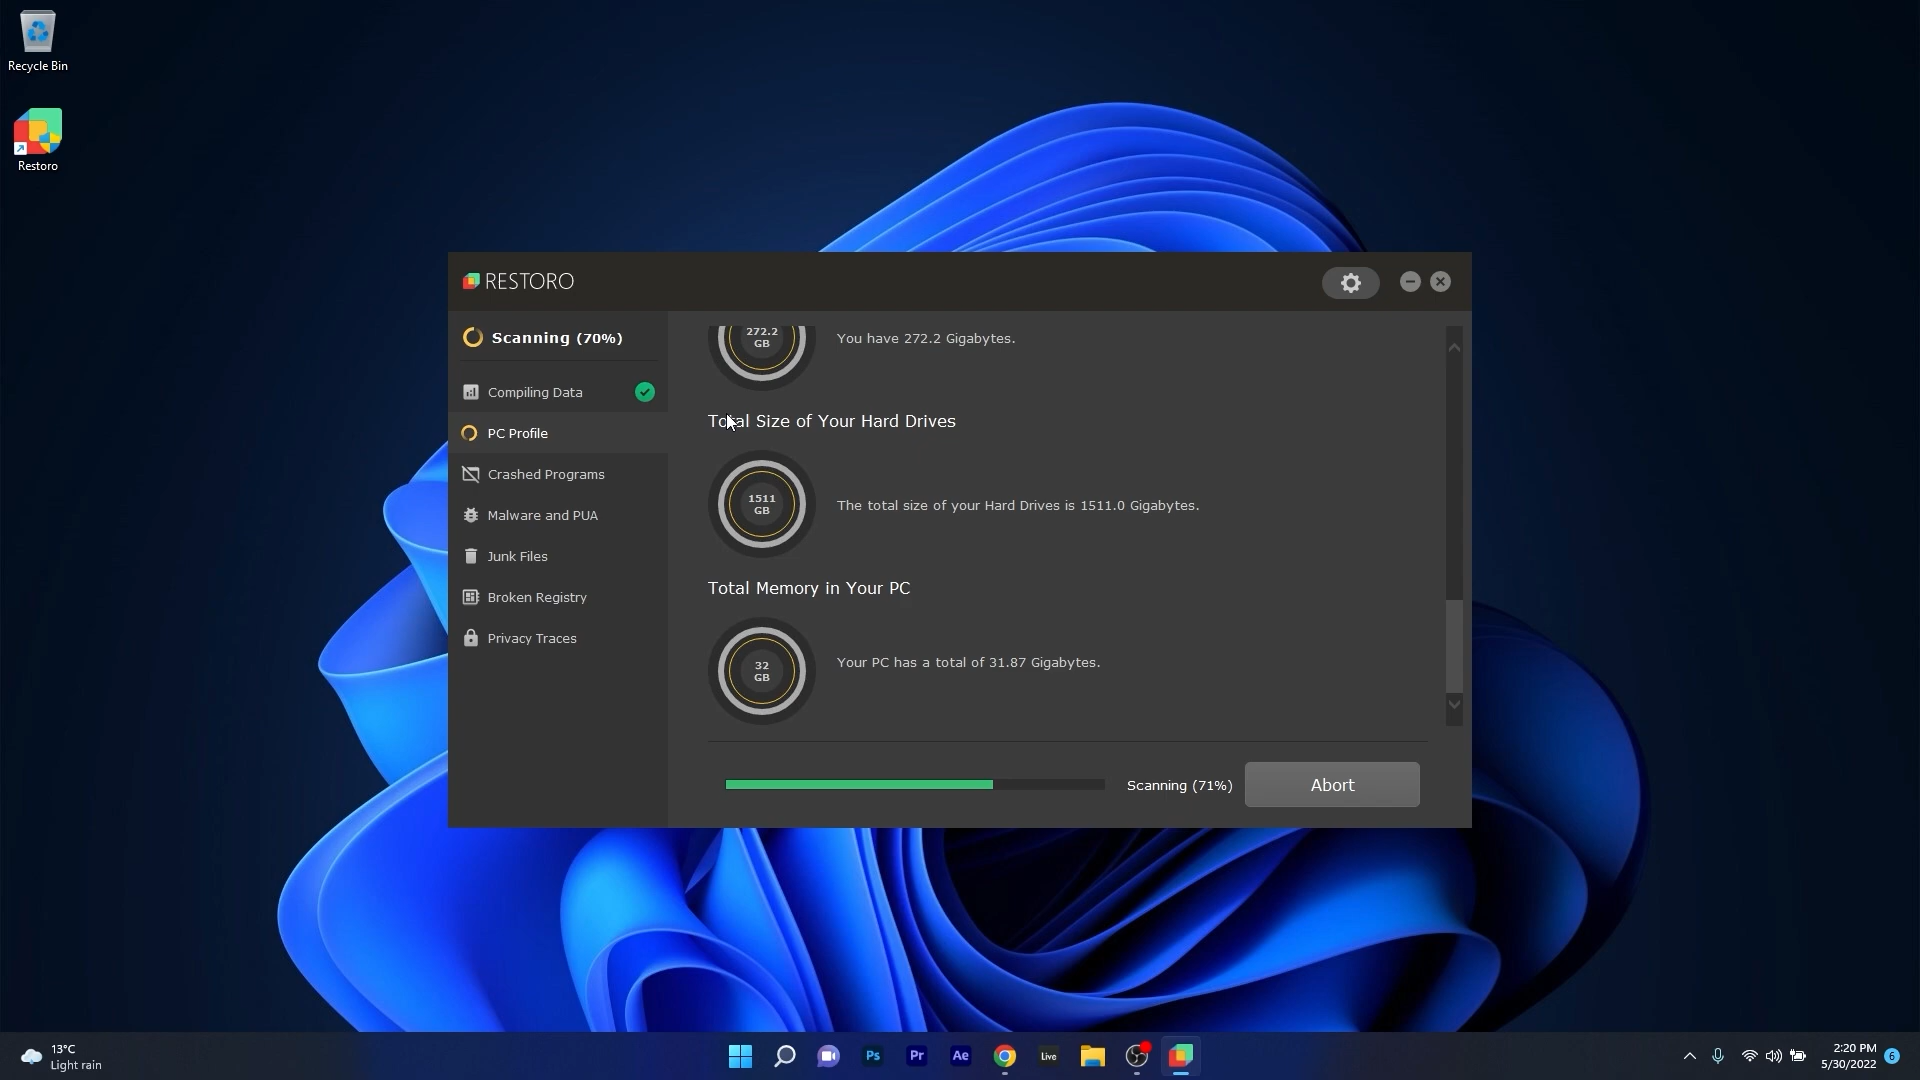 Recycle Bin
Restoro
RESTORO
Scanning (70%)
Compiling Data
PC Profile
Crashed Programs
Malware and PUA
Junk Files
Broken Registry
Privacy Traces
272.2
GB
You have 272.2 Gigabytes.
Total Size of Your Hard Drives
1511
GB
The total size of your Hard Drives is 1511.0 Gigabytes.
Total Memory in Your PC
32
GB
Your PC has a total of 31.87 Gigabytes.
Scanning (71%)
Abort
13°C
Light rain
Ps
Pr
Ae
Live
2:20 PM
5/30/2022
6